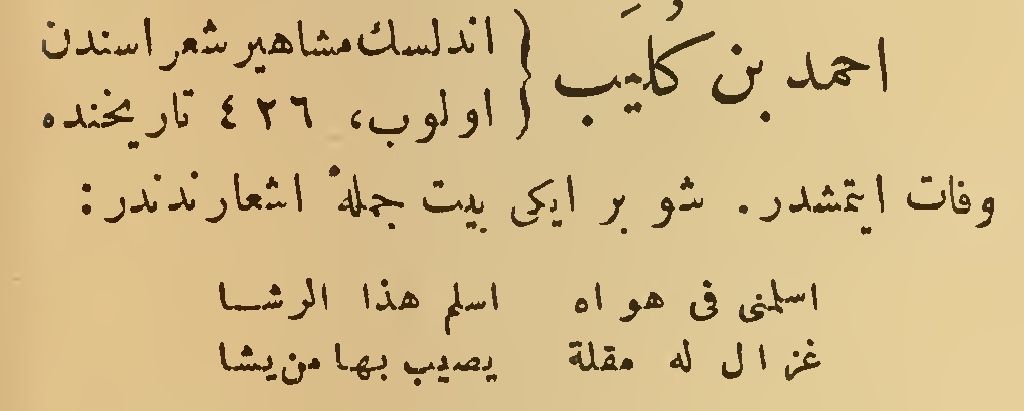 احمد بن كُلَيب } اندلسك مشاهير شعراسندن
اولوب، ٤٢٦ تاريخنده
وفات ايتمشدر. شو بر ايكى بيت جملهٔ اشعارندندر:
اسلمنى فى هواه اسلم هذا الرشا
غزال له مقلة يصيب بها من يشا